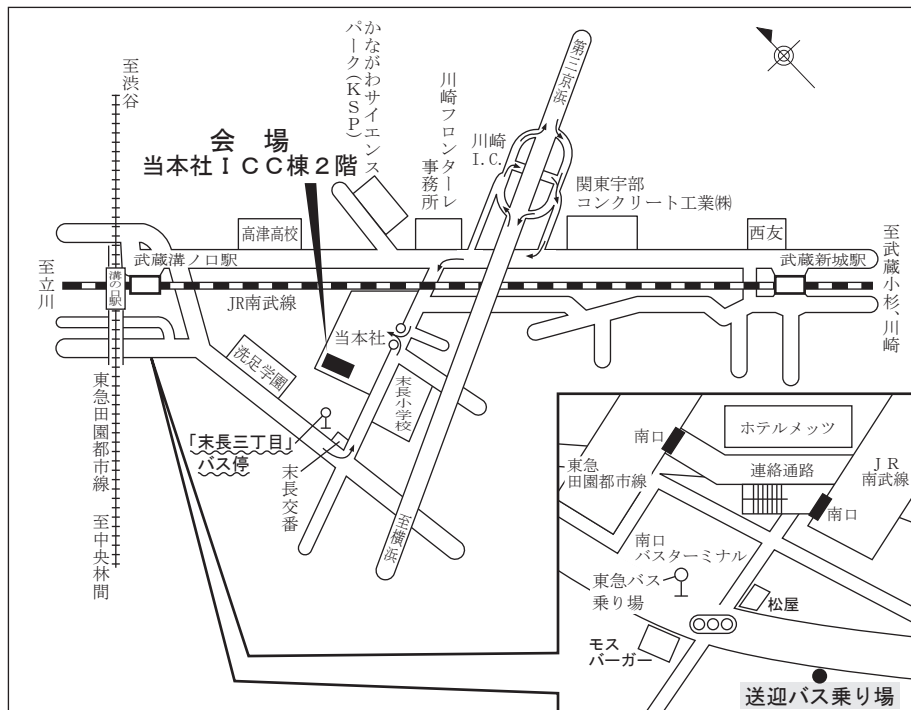 至渋谷
かながわサイエンス
パーク(KSP)
川崎フロンターレ
事務所
第三京浜
川崎
I.C.
会 場
当本社ＩＣＣ棟２階
関東宇部
コンクリート工業㈱
高津高校
西友
武蔵溝ノ口駅
武蔵新城駅
至立川
溝の口駅
JR南武線
至武蔵小杉、川崎
当本社
洗足学園
末長小学校
「末長三丁目」
バス停
末長交番
至横浜
東急田園都市線
至中央林間
ホテルメッツ
南口
東急
田園都市線
連絡通路
ＪＲ
南武線
南口
南口
バスターミナル
東急バス
乗り場
松屋
モス
バーガー
送迎バス乗り場